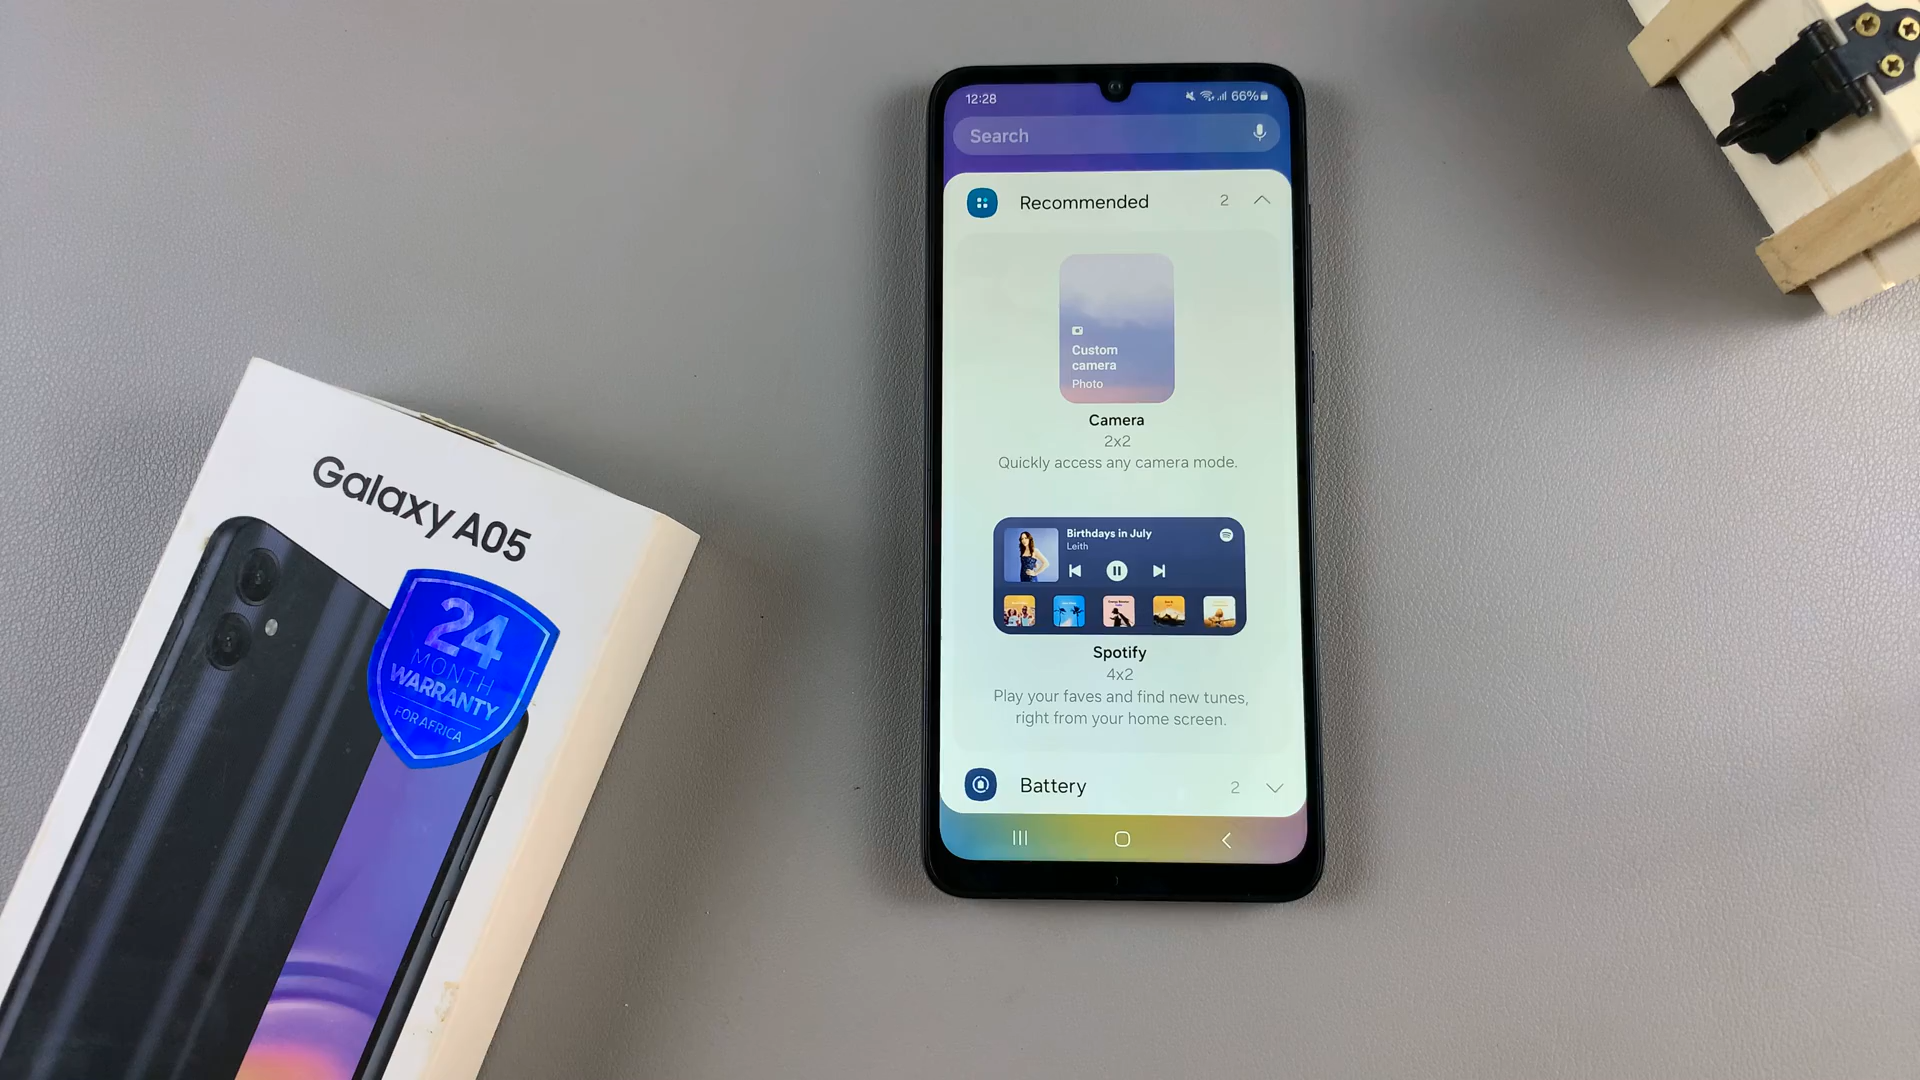 Galaxy A05
24
MONTH
WARRANTY
FOR AFRICA
12:28
66%
Search
Recommended 2
Custom
camera
Photo
Camera
2x2
Quickly access any camera mode.
Birthdays in July
Leith
Spotify
4x2
Play your faves and find new tunes,
right from your home screen.
Battery 2